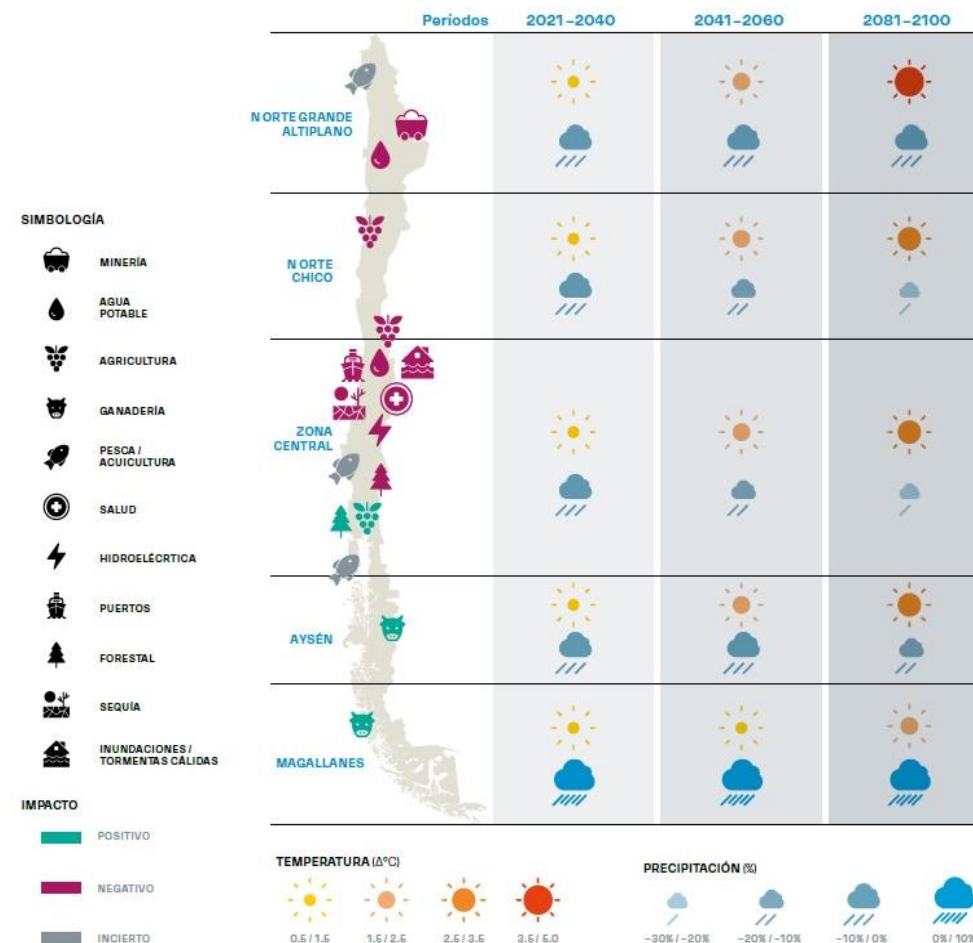 Períodos
2021–2040
2041–2060
2081–2100
NORTE GRANDE
ALTIPLANO
NORTE
CHICO
ZONA
CENTRAL
AYSÉN
MAGALLANES
SIMBOLOGÍA
MINERÍA
AGUA
POTABLE
AGRICULTURA
GANADERÍA
PESCA /
ACUICULTURA
SALUD
HIDROELÉCRTICA
PUERTOS
FORESTAL
SEQUÍA
INUNDACIONES /
TORMENTAS CÁLIDAS
IMPACTO
POSITIVO
NEGATIVO
INCIERTO
TEMPERATURA (Δ°C)
0.5 / 1.5
1.5 / 2.5
2.5 / 3.5
3.5 / 5.0
PRECIPITACIÓN (%)
-30% / -20%
-20% / -10%
-10% / 0%
0% / 10%